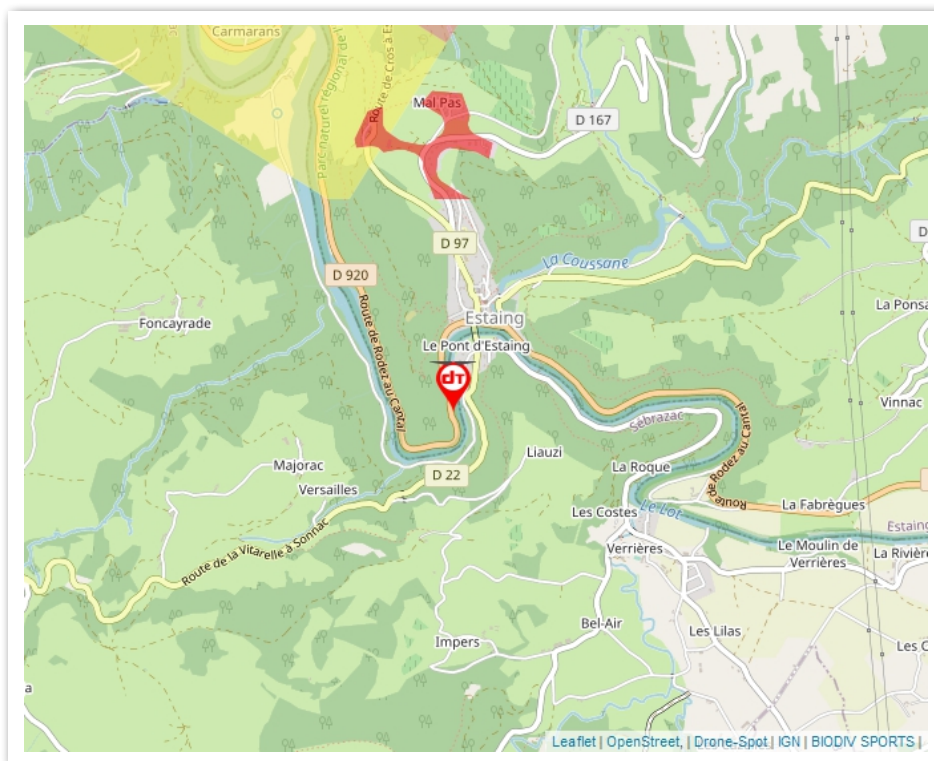 Carmarans
Route de Cros à Es
Parc naturel régional de l'
Mal Pas
D 167
D 97
La Coussane
D 920
Estaing
La Ponsa
Foncayrade
Le Pont d'Estaing
dT
Route de Rodez au Cantal
Sébrazac
Vinnac
Liauzi
Majorac
La Roque
D 22
Route de Rodez au Cantal
Versailles
La Fabrègues
Les Costes
Le Lot
Estaing
Route de la Vitarelle à Sonnac
Verrières
Le Moulin de
Verrières
La Rivière
Bel-Air
Les Lilas
Impers
Les C
a
Leaflet | OpenStreet, | Drone-Spot | IGN | BIODIV SPORTS |